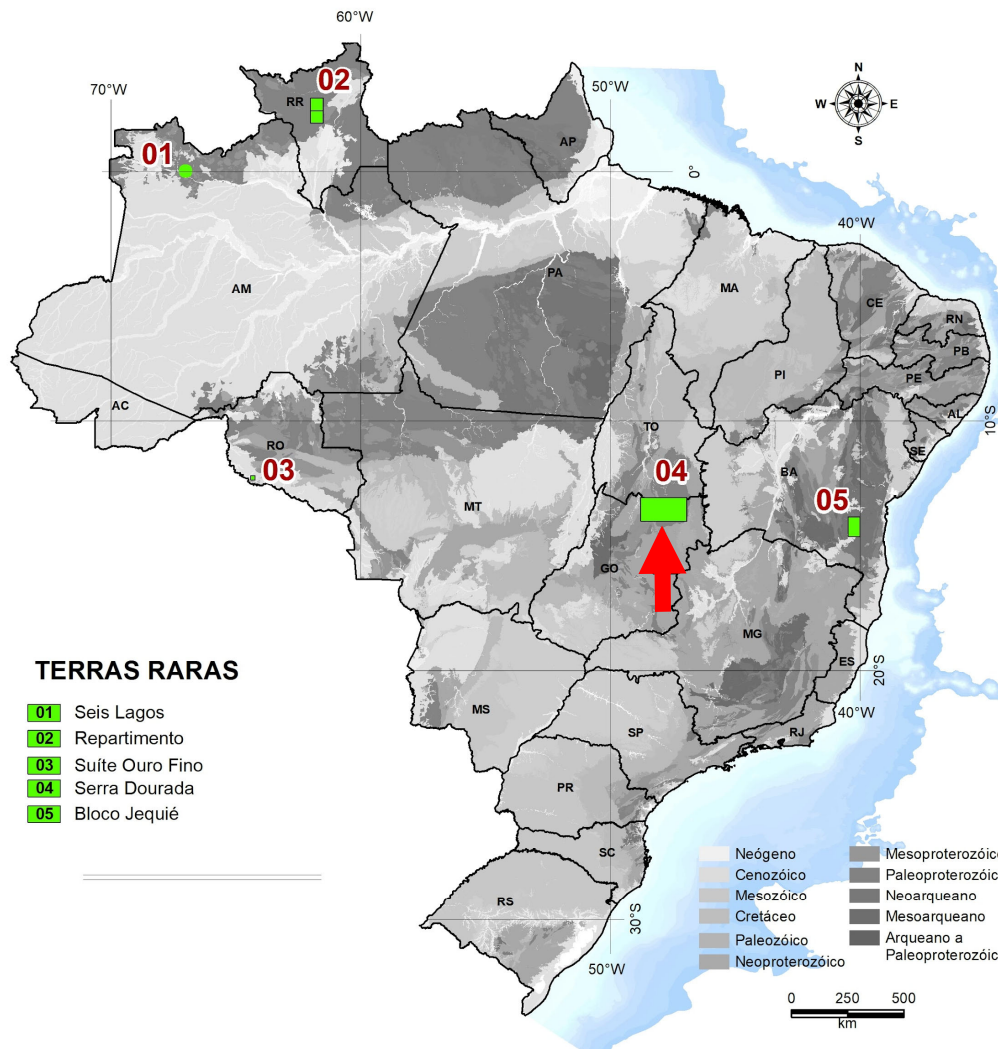 60°W
70°W
50°W
N
W E
S
02
RR
01
AP
0°
40°W
AM
PA
MA
CE
RN
PB
PI
PE
AC
AL
10°S
TO
SE
RO
BA
03
04
05
MT
GO
MG
ES
20°S
TERRAS RARAS
40°W
MS
SP
RJ
01 Seis Lagos
02 Repartimento
03 Suíte Ouro Fino
04 Serra Dourada
05 Bloco Jequié
PR
SC
RS
30°S
50°W
Neógeno
Cenozóico
Mesozóico
Cretáceo
Paleozóico
Neoproterozóico
Mesoproterozóico
Paleoproterozóic
Neoarqueano
Mesoarqueano
Arqueano a
Paleoproterozóic
0 250 500
km